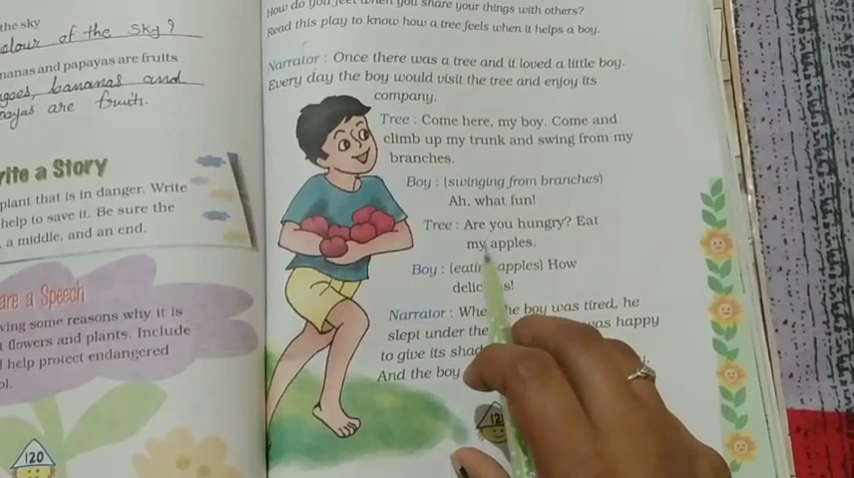 the sky
colour of the sky?
nanas and papayas are fruits
goes, bananas and
payas are fruits.
rite a Story
plant that is in danger. Write
help to save it. Be sure the
a middle, and an end.
are a Speech
ving some reasons why it is
t flowers and plants. Include
help protect endangered
ol.
120
How do you feel when you share your things with others?
Read this play to know how a tree feels when it helps a boy.
Narrator : Once there was a tree and it loved a little boy.
Every day the boy would visit the tree and enjoy its
company.
Tree : Come here, my boy. Come and
climb up my trunk and swing from my
branches.
Boy : (swinging from branches)
Ah, what fun!
Tree : Are you hungry? Eat
my apples.
Boy : (eatin apples) How
delic s!
Narrator : Whe he boy was tired, he
slept under the was happy
to give its shad
And the boy
12